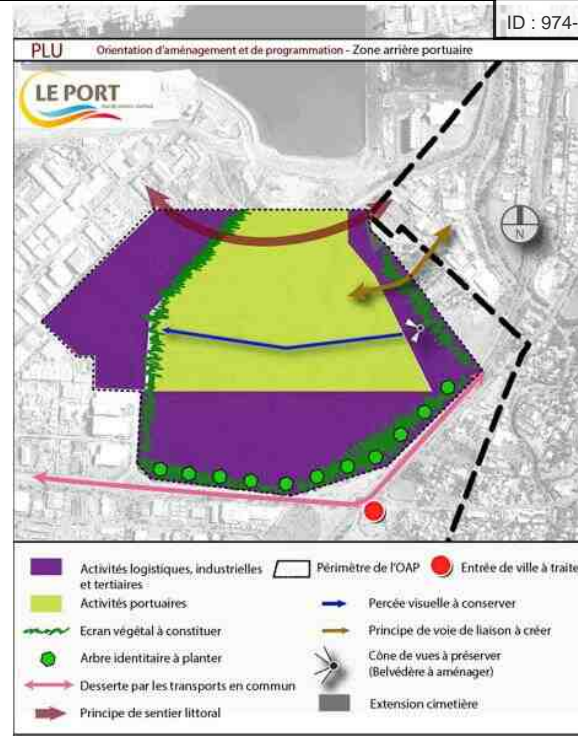 ID : 974-
PLU Orientation d'aménagement et de programmation - Zone arrière portuaire
LE PORT
N
Activités logistiques, industrielles
et tertiaires
Périmètre de l'OAP
Entrée de ville à traite
Activités portuaires
Percée visuelle à conserver
Ecran végétal à constituer
Principe de voie de liaison à créer
Arbre identitaire à planter
Cône de vues à préserver
(Belvédère à aménager)
Desserte par les transports en commun
Extension cimetière
Principe de sentier littoral